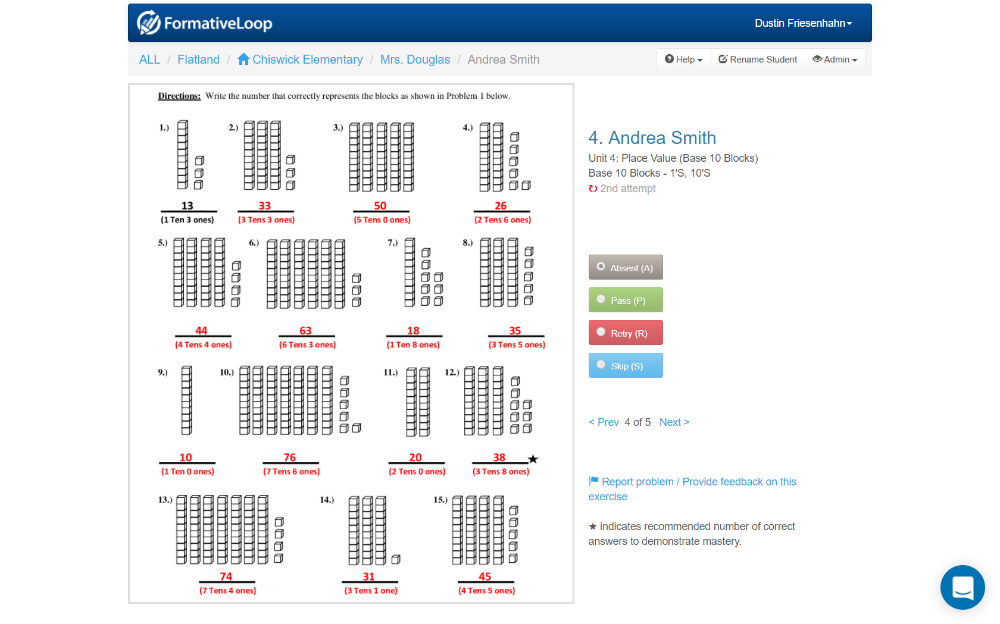 FormativeLoop
Dustin Friesenhahn
ALL / Flatland / Chiswick Elementary / Mrs. Douglas / Andrea Smith
Help
Rename Student
Admin
Directions: Write the number that correctly represents the blocks as shown in Problem 1 below.
1.) 2.) 3.) 4.)
13 33 50 26
(1 Ten 3 ones) (3 Tens 3 ones) (5 Tens 0 ones) (2 Tens 6 ones)
5.) 6.) 7.) 8.)
44 63 18 35
(4 Tens 4 ones) (6 Tens 3 ones) (1 Ten 8 ones) (3 Tens 5 ones)
9.) 10.) 11.) 12.)
10 76 20 38 ★
(1 Ten 0 ones) (7 Tens 6 ones) (2 Tens 0 ones) (3 Tens 8 ones)
13.) 14.) 15.)
74 31 45
(7 Tens 4 ones) (3 Tens 1 one) (4 Tens 5 ones)
4. Andrea Smith
Unit 4: Place Value (Base 10 Blocks)
Base 10 Blocks - 1'S, 10'S
2nd attempt
Absent (A)
Pass (P)
Retry (R)
Skip (S)
< Prev 4 of 5 Next >
Report problem / Provide feedback on this
exercise
★ indicates recommended number of correct
answers to demonstrate mastery.